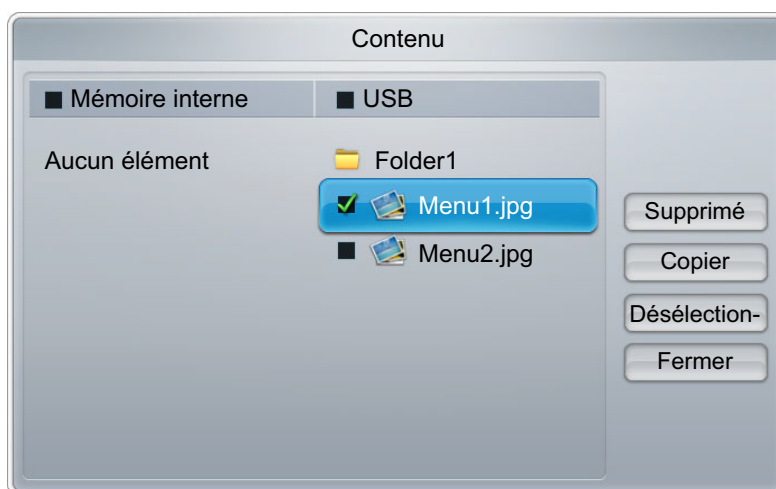 Contenu
Mémoire interne
USB
Aucun élément
Folder1
Menu1.jpg
Menu2.jpg
Supprimé
Copier
Désélection-
Fermer